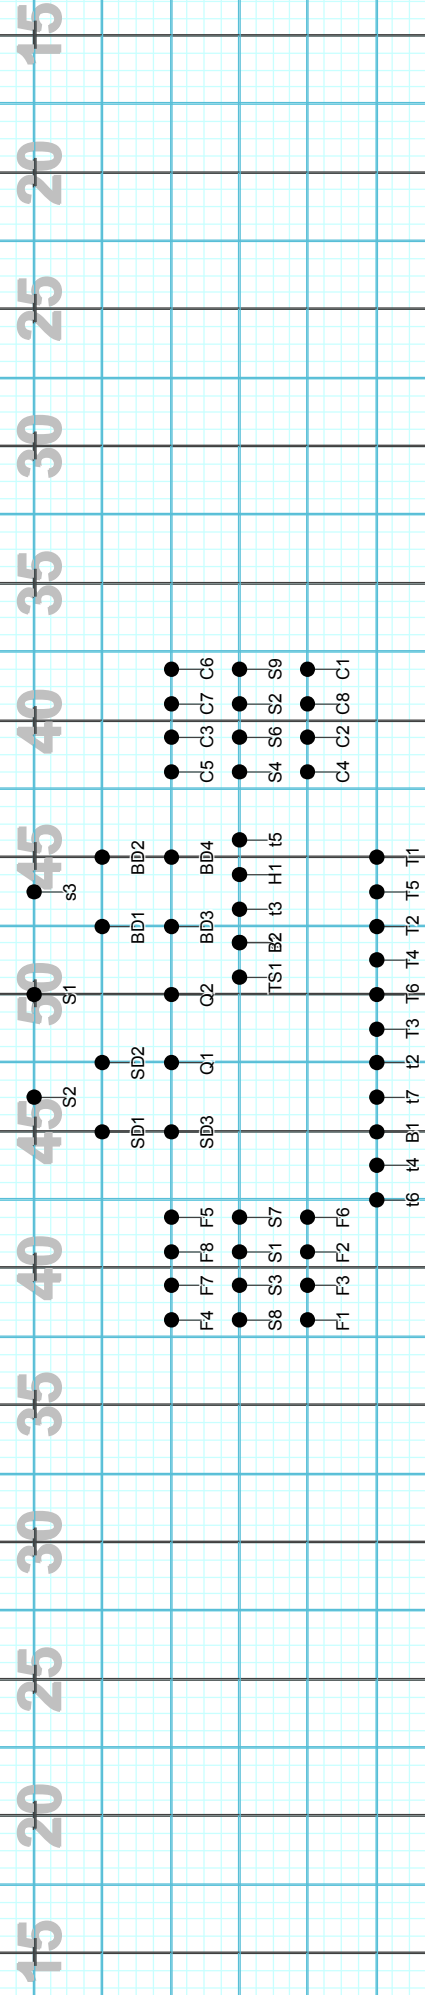 15 20 25 30 35 40 45 50 45 40 35 30 25 20 15
S2 S1 s3
SD1 SD2 BD1 BD2
F4 F7 F8 F5 SD3 Q1 Q2 BD3 BD4 C5 C3 C7 C6
S8 S3 S1 S7 TS1 B2 t3 H1 t5 S4 S6 S2 S9
F1 F3 F2 F6 C4 C2 C8 C1
t6 t4 B1 t7 t2 T3 T6 T4 T2 T5 T1